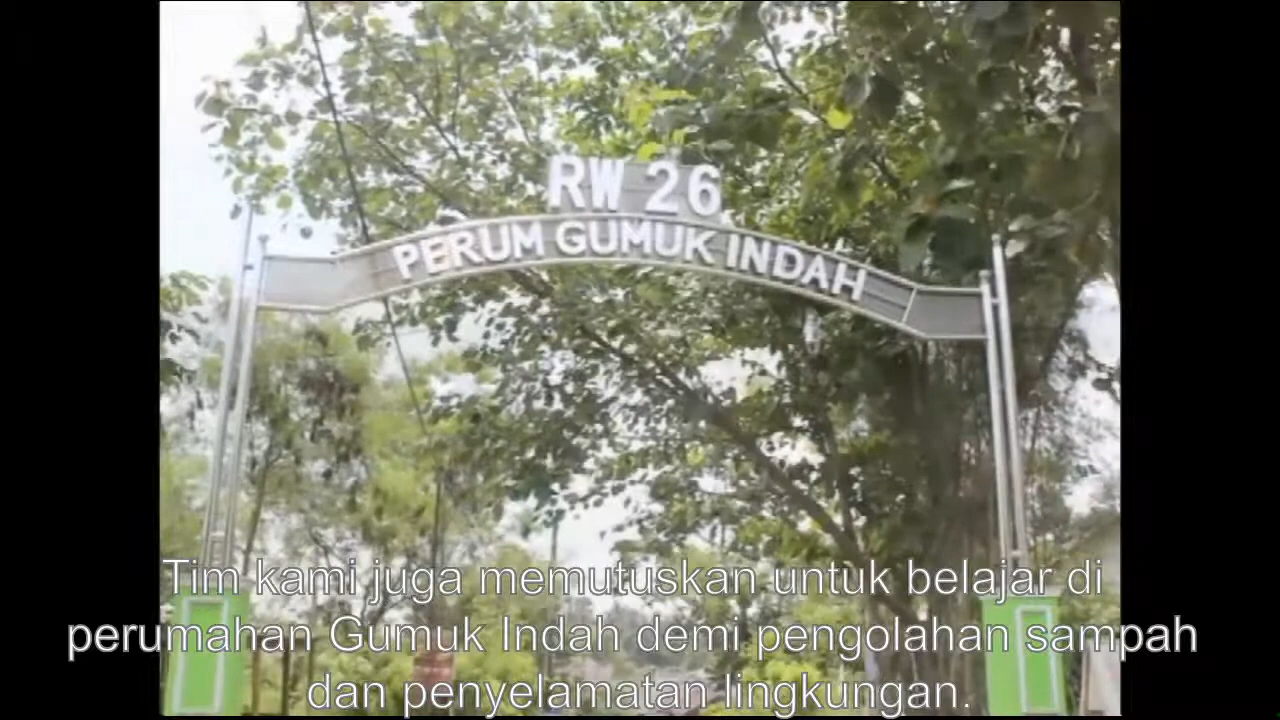 RW 26
PERUM GUMUK INDAH
Tim kami juga memutuskan untuk belajar di
perumahan Gumuk Indah demi pengolahan sampah
dan penyelamatan lingkungan.